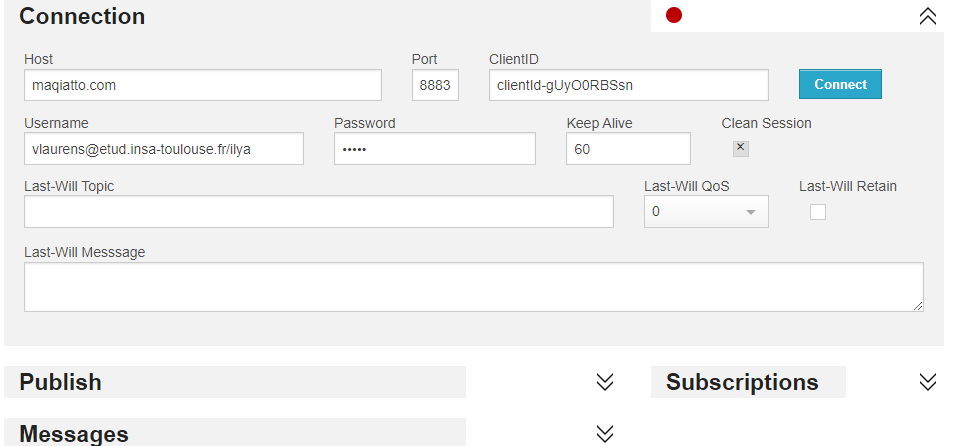 Connection
Host Port ClientID
maqiatto.com 8883 clientId-gUyO0RBSsn Connect
Username Password Keep Alive Clean Session
vlaurens@etud.insa-toulouse.fr/ilya ••••• 60
Last-Will Topic Last-Will QoS Last-Will Retain
0
Last-Will Messsage
Publish Subscriptions
Messages